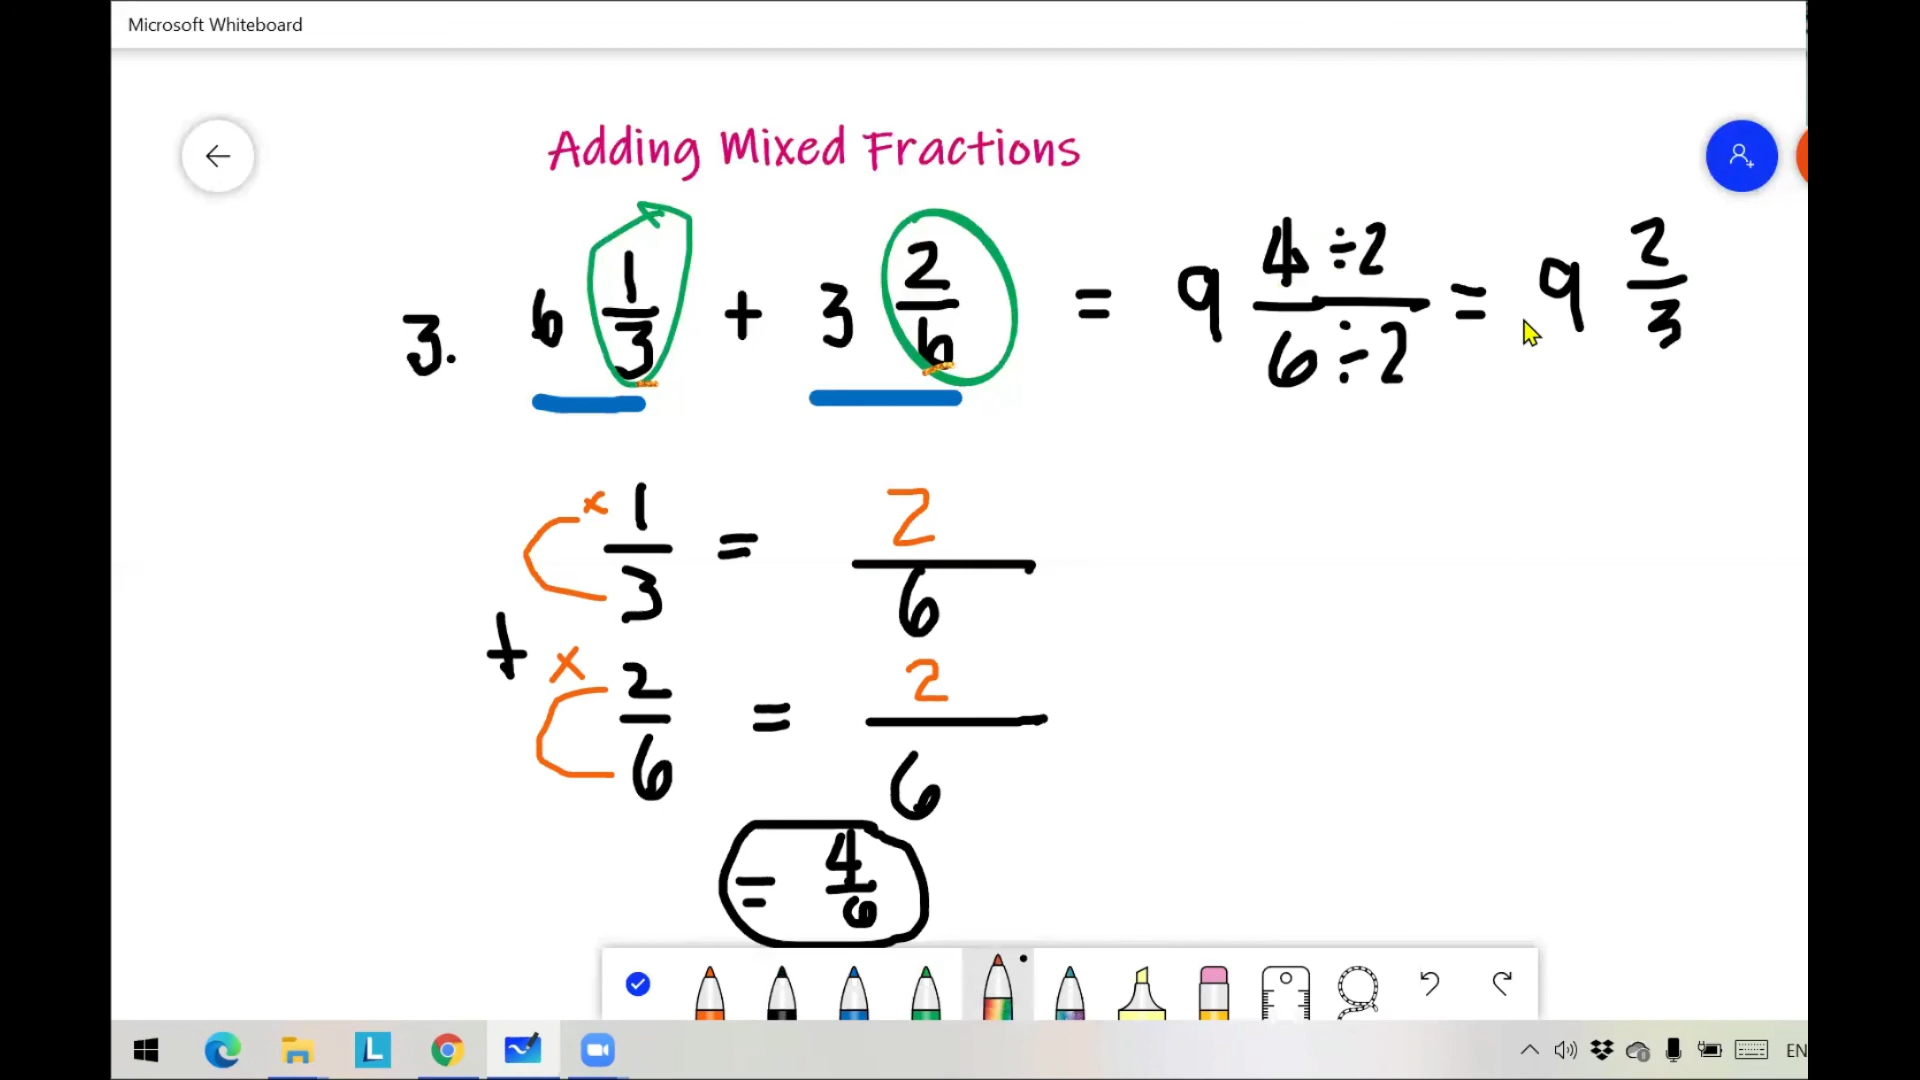 Microsoft Whiteboard
Adding Mixed Fractions
3. 6 1/3 + 3 2/6 = 9 4÷2/6÷2 = 9 2/3
× 1/3 = 2/6
+
× 2/6 = 2/6
= 4/6
L
EN